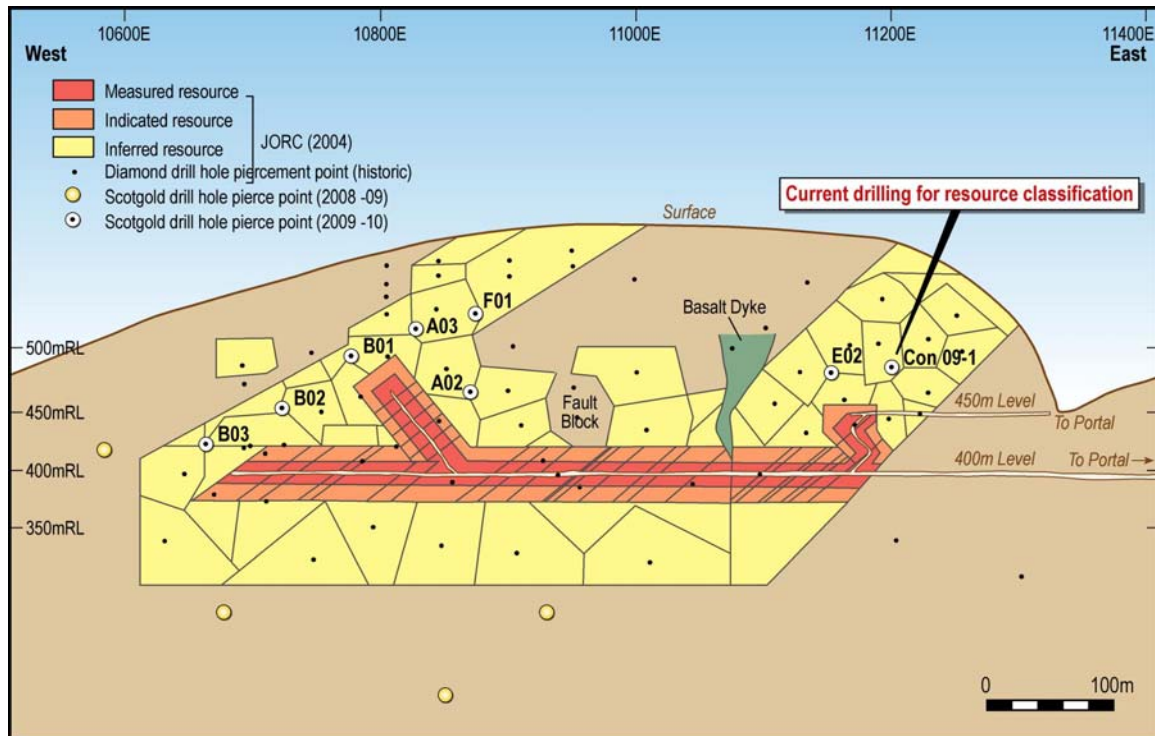 10600E 10800E 11000E 11200E 11400E
West East
Measured resource
Indicated resource
Inferred resource
JORC (2004)
Diamond drill hole piercement point (historic)
Scotgold drill hole pierce point (2008 -09)
Scotgold drill hole pierce point (2009 -10)
Current drilling for resource classification
Surface
F01
A03
Basalt Dyke
500mRL
B01
E02
Con 09-1
A02
B02
450m Level
450mRL
Fault
Block
To Portal
B03
400mRL
400m Level
To Portal
350mRL
0 100m